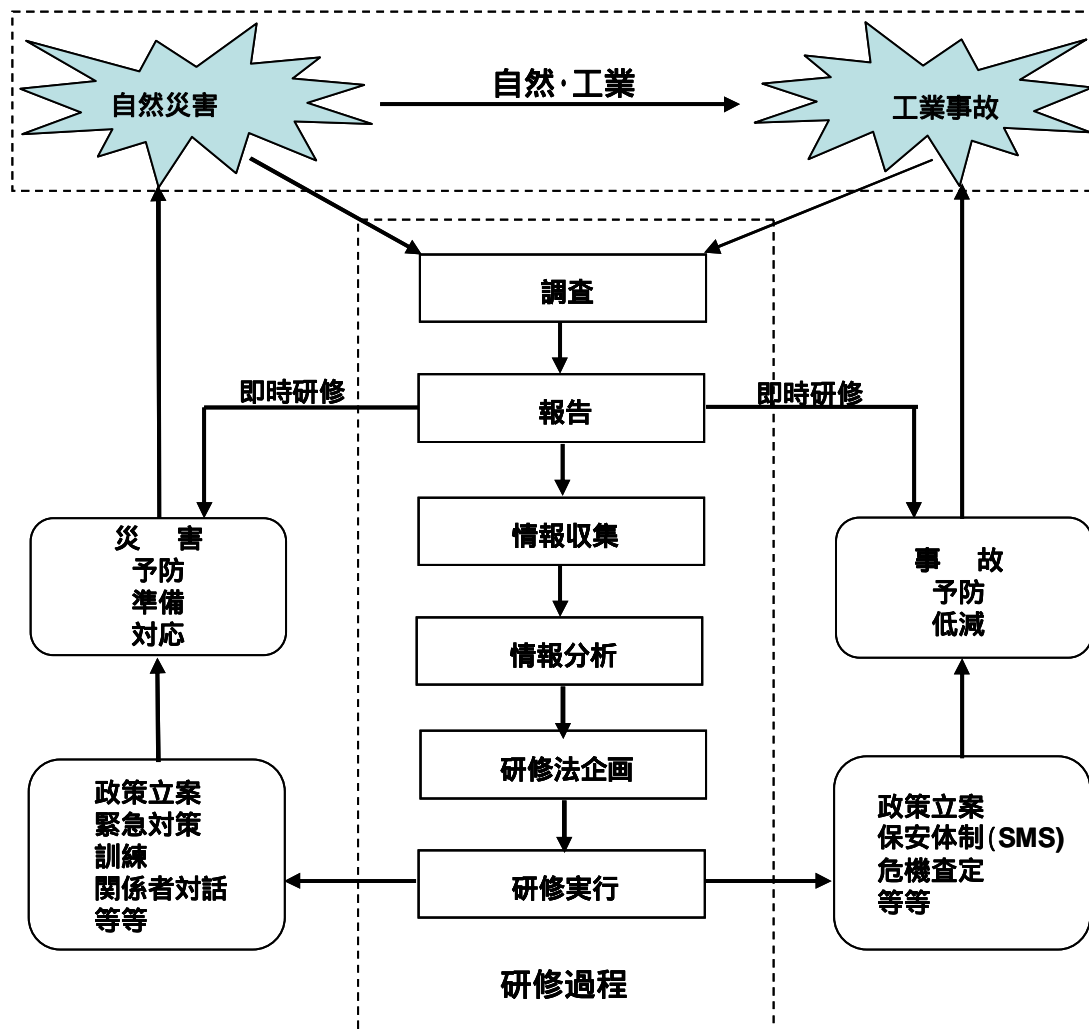 自然・工業
自然災害
工業事故
調査
即時研修
報告
即時研修
情報収集
災　害
予防
準備
対応
事　故
予防
低減
情報分析
研修法企画
政策立案
緊急対策
訓練
関係者対話
等等
政策立案
保安体制(SMS)
危機査定
等等
研修実行
研修過程